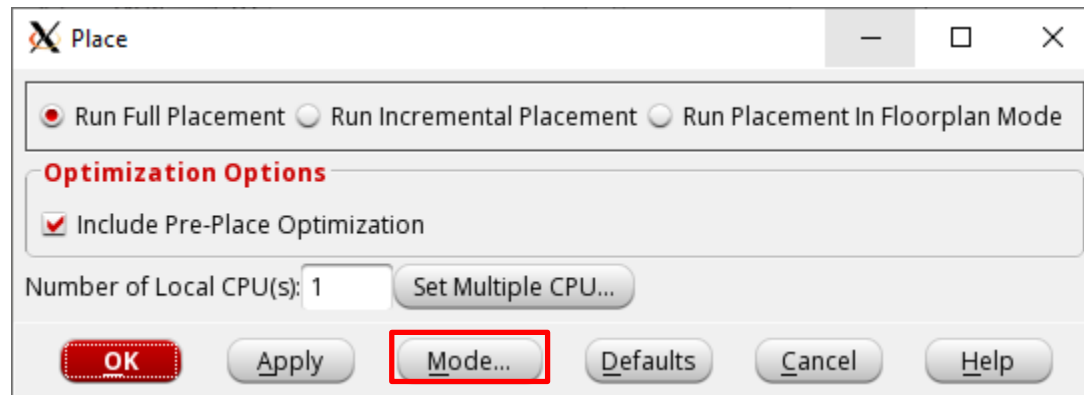 Place
Run Full Placement Run Incremental Placement Run Placement In Floorplan Mode
Optimization Options
Include Pre-Place Optimization
Number of Local CPU(s): 1 Set Multiple CPU...
OK Apply Mode... Defaults Cancel Help